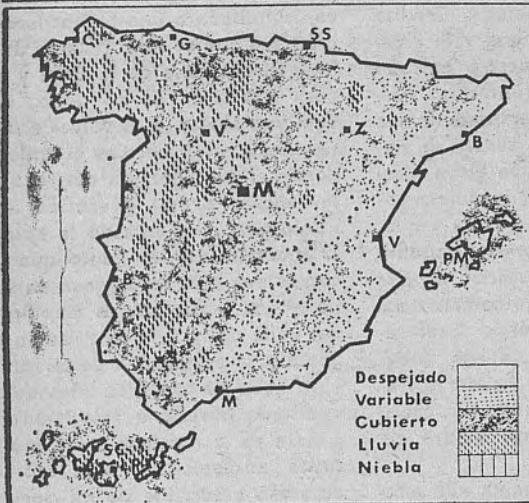 C
G
SS
V
Z
B
M
V
PM
B
M
SC
Despejado
Variable
Cubierto
Lluvia
Niebla